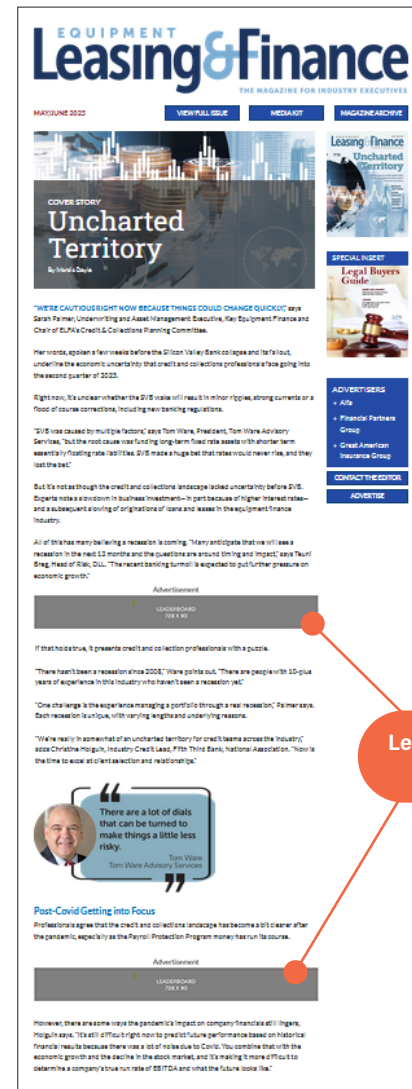 EQUIPMENT
Leasing&Finance
THE MAGAZINE FOR INDUSTRY EXECUTIVES
MAY/JUNE 2023
VIEW FULL ISSUE
MEDIA KIT
MAGAZINE ARCHIVE
COVER STORY
Uncharted
Territory
By Marcia Doyle
"WE'RE CAUTIOUS RIGHT NOW BECAUSE THINGS COULD CHANGE QUICKLY," says
Sarah Palmer, Underwriting and Asset Management Executive, Key Equipment Finance and
Chair of ELFA's Credit & Collections Planning Committee.
Her words, spoken a few weeks before the Silicon Valley Bank collapse and its fallout,
underline the economic uncertainty that credit and collections professionals face going into
the second quarter of 2023.
Right now, it's unclear whether the SVB wake will result in minor ripples, strong currents or a
flood of course corrections, including new banking regulations.
"SVB was caused by multiple factors," says Tom Ware, President, Tom Ware Advisory
Services, "but the root cause was funding long-term fixed rate assets with shorter term
essentially floating rate liabilities. SVB made a huge bet that rates would never rise, and they
lost the bet."
But it's not as though the credit and collections landscape lacked uncertainty before SVB.
Experts note a slowdown in business investment—in part because of higher interest rates—
and a subsequent slowing of originations of loans and leases in the equipment finance
industry.
All of this has many believing a recession is coming. "Many anticipate that we will see a
recession in the next 12 months and the questions are around timing and impact," says Teuni
Breg, Head of Risk, DLL. "The recent banking turmoil is expected to put further pressure on
economic growth."
Advertisement
LEADERBOARD
728 X 90
If that holds true, it presents credit and collection professionals with a puzzle.
"There hasn't been a recession since 2008," Ware points out. "There are people with 10-plus
years of experience in this industry who haven't seen a recession yet."
"One challenge is the experience managing a portfolio through a real recession," Palmer says.
Each recession is unique, with varying lengths and underlying reasons.
"We're really in somewhat of an uncharted territory for credit teams across the industry,"
adds Christine Holguin, Industry Credit Lead, Fifth Third Bank, National Association. "Now is
the time to excel at client selection and relationships."
There are a lot of dials
that can be turned to
make things a little less
risky.
Tom Ware
Tom Ware Advisory Services
Post-Covid Getting into Focus
Professionals agree that the credit and collections landscape has become a bit clearer after
the pandemic, especially as the Payroll Protection Program money has run its course.
Advertisement
LEADERBOARD
728 X 90
However, there are some ways the pandemic's impact on company financials still lingers,
Holguin says. "It's still difficult right now to predict future performance based on historical
financial results because there was a lot of noise due to Covid. You combine that with the
economic growth and the decline in the stock market, and it's making it more difficult to
determine a company's true run rate of EBITDA and what the future looks like."
Leasing&Finance
Uncharted
Territory
SPECIAL INSERT
Legal Buyers
Guide
ADVERTISERS
+ Alfa
+ Financial Partners
Group
+ Great American
Insurance Group
CONTACT THE EDITOR
ADVERTISE
Le